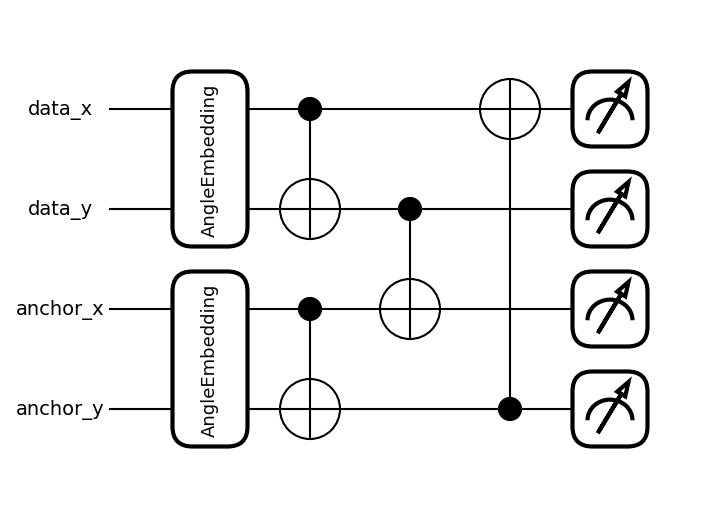 data_x
AngleEmbedding
data_y
anchor_x
AngleEmbedding
anchor_y